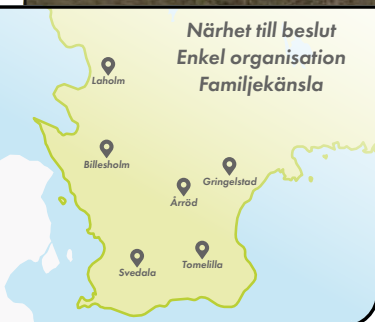 Närhet till beslut
Enkel organisation
Familjekänsla
Laholm
Billesholm
Gringelstad
Årröd
Tomelilla
Svedala